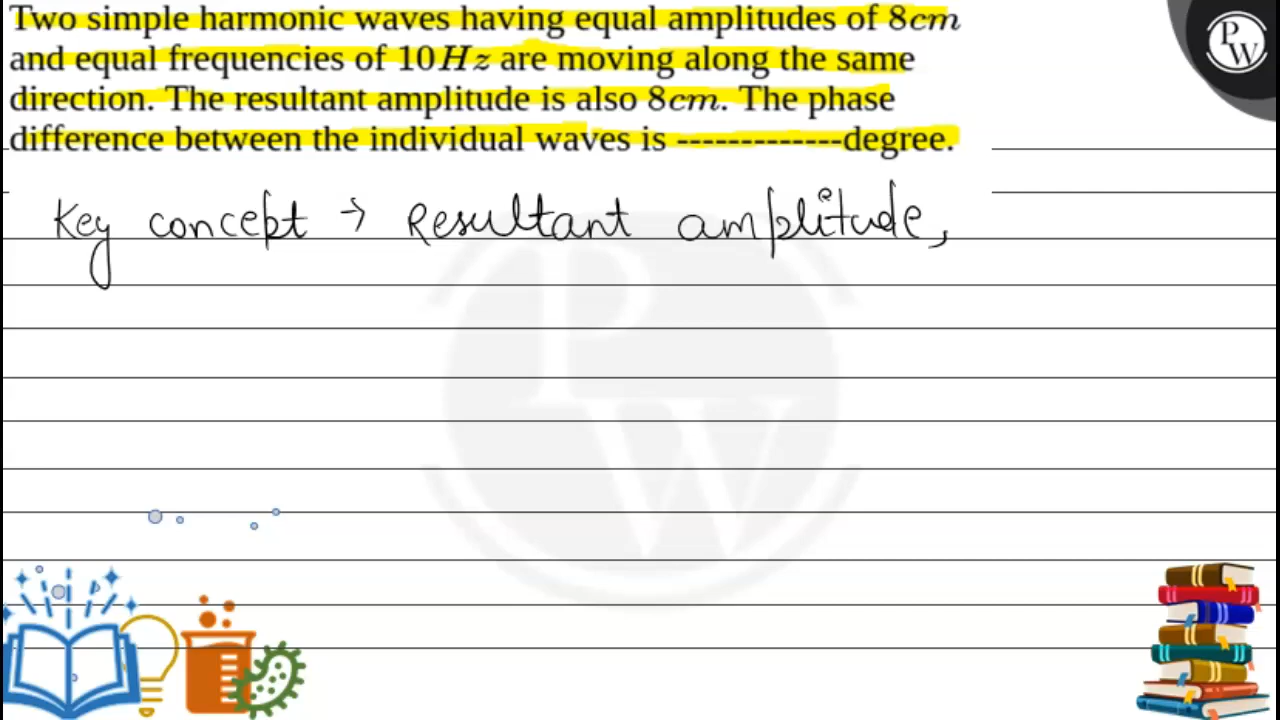 Two simple harmonic waves having equal amplitudes of 8cm
and equal frequencies of 10Hz are moving along the same
direction. The resultant amplitude is also 8cm. The phase
difference between the individual waves is -------------degree.
Key concept → Resultant amplitude,
PW
PW